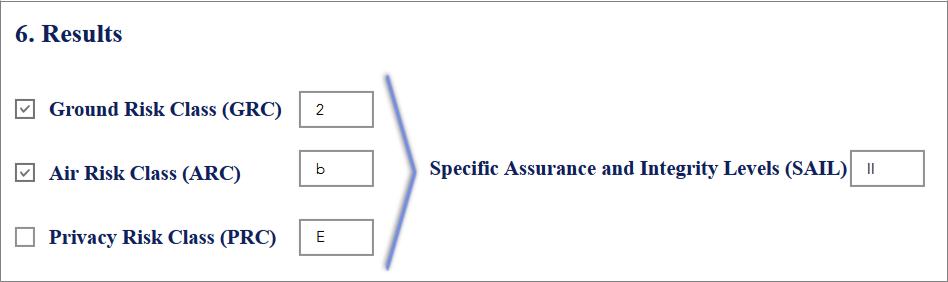 6. Results
Ground Risk Class (GRC) 2
Air Risk Class (ARC) b
Specific Assurance and Integrity Levels (SAIL) II
Privacy Risk Class (PRC) E